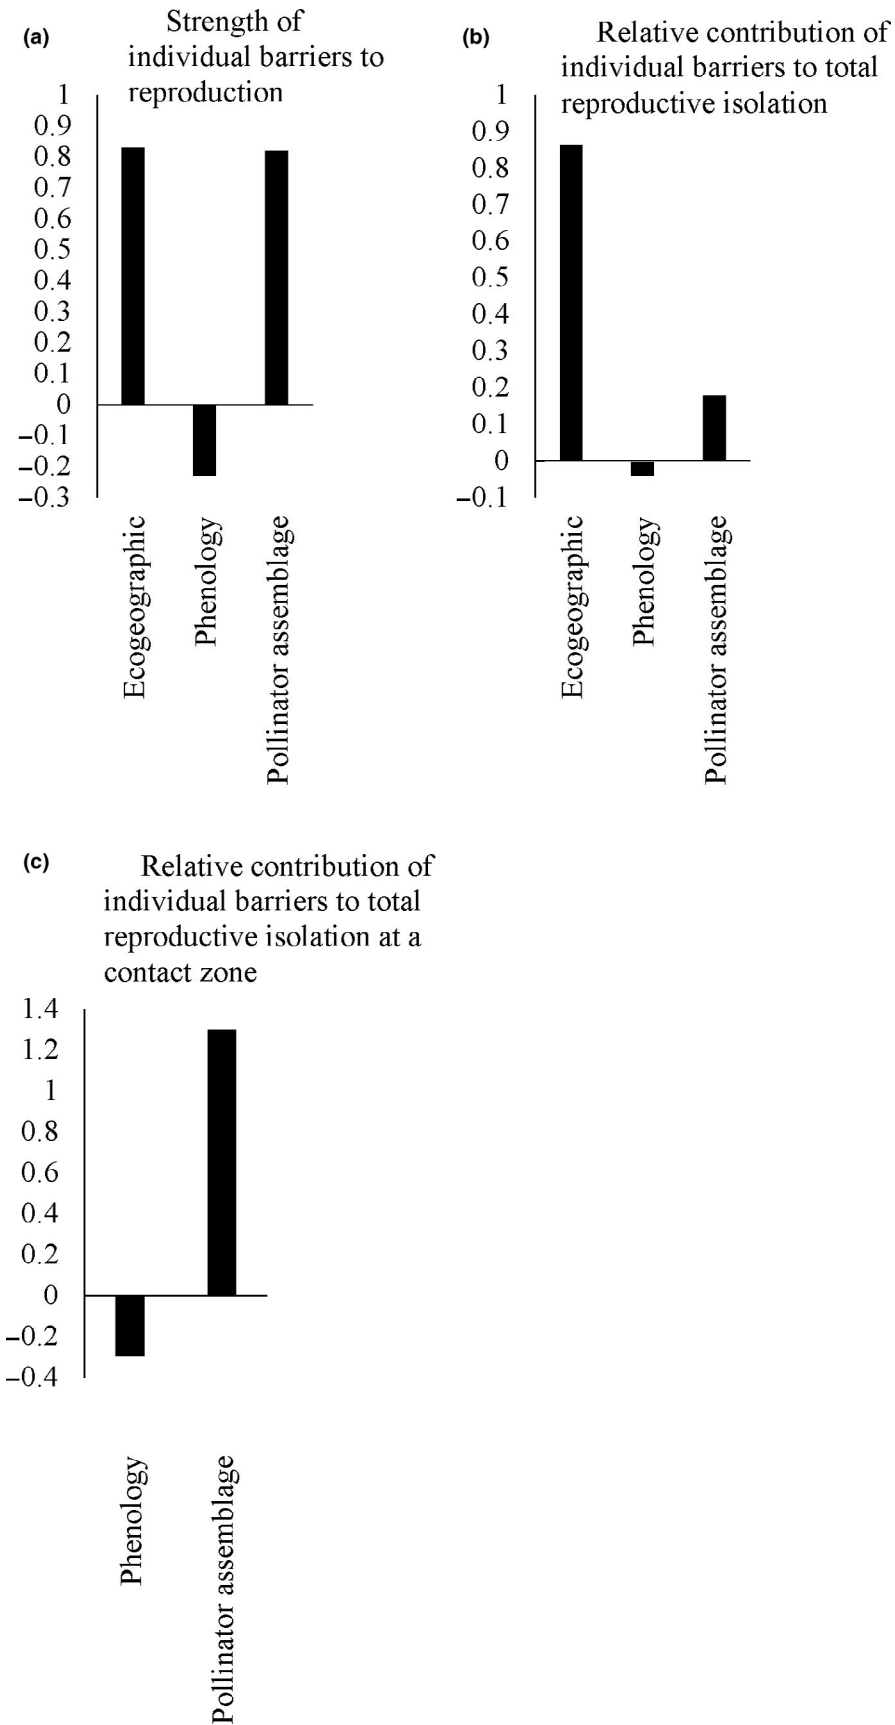 (a)
Strength of
individual barriers to
reproduction
1
0.9
0.8
0.7
0.6
0.5
0.4
0.3
0.2
0.1
0
–0.1
–0.2
–0.3
Ecogeographic
Phenology
Pollinator assemblage
(b)
Relative contribution of
individual barriers to total
reproductive isolation
1
0.9
0.8
0.7
0.6
0.5
0.4
0.3
0.2
0.1
0
–0.1
Ecogeographic
Phenology
Pollinator assemblage
(c)
Relative contribution of
individual barriers to total
reproductive isolation at a
contact zone
1.4
1.2
1
0.8
0.6
0.4
0.2
0
–0.2
–0.4
Phenology
Pollinator assemblage